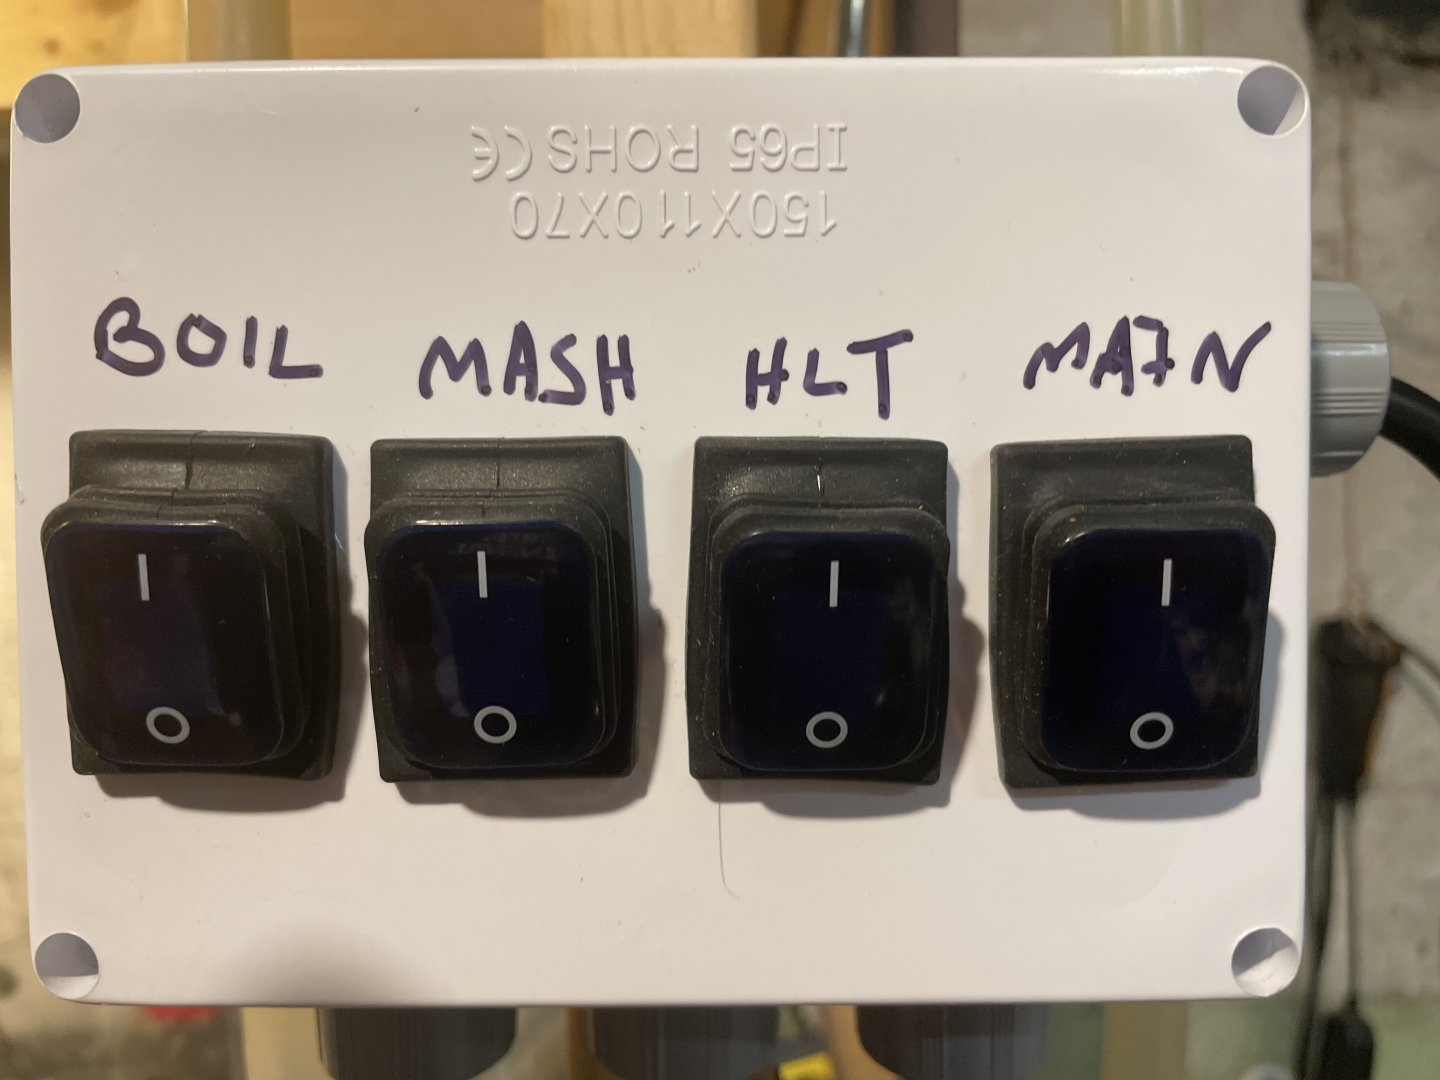 IP65 ROHS CE
150X110X70
BOIL MASH HLT MAIN
I I I I
O O O O